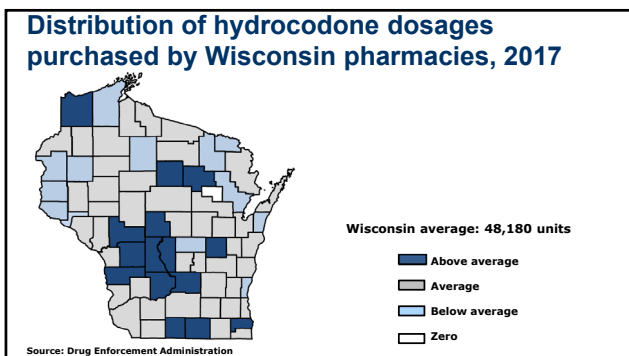 Distribution of hydrocodone dosages
purchased by Wisconsin pharmacies, 2017
Wisconsin average: 48,180 units
Above average
Average
Below average
Zero
Source: Drug Enforcement Administration